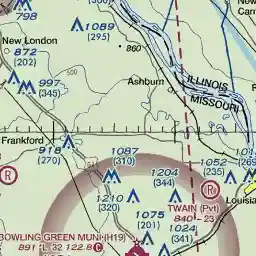 798
1089
(295)
New London
872
(202)
860
997
(345)
Ashburn
ILLINOIS
MISSOURI
Frankford
918
(270)
1087
(310)
1204
(344)
1052
(235)
R
1210
(320)
TWAIN (Pvt)
840 - 23
R
Louisia
1075
(201)
1024
(341)
BOWLING GREEN MUNI (H19)
891 L 32 122.8 C